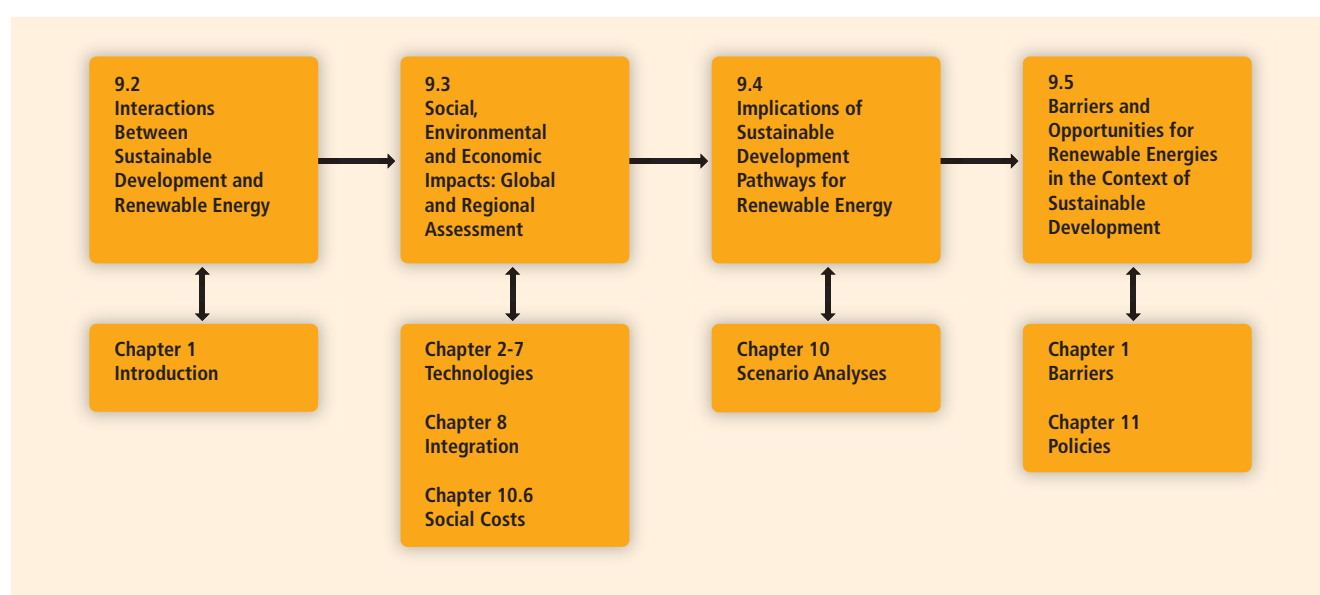 9.2
Interactions
Between
Sustainable
Development and
Renewable Energy
9.3
Social,
Environmental
and Economic
Impacts: Global
and Regional
Assessment
9.4
Implications of
Sustainable
Development
Pathways for
Renewable Energy
9.5
Barriers and
Opportunities for
Renewable Energies
in the Context of
Sustainable
Development
Chapter 1
Introduction
Chapter 2-7
Technologies
Chapter 8
Integration
Chapter 10.6
Social Costs
Chapter 10
Scenario Analyses
Chapter 1
Barriers
Chapter 11
Policies